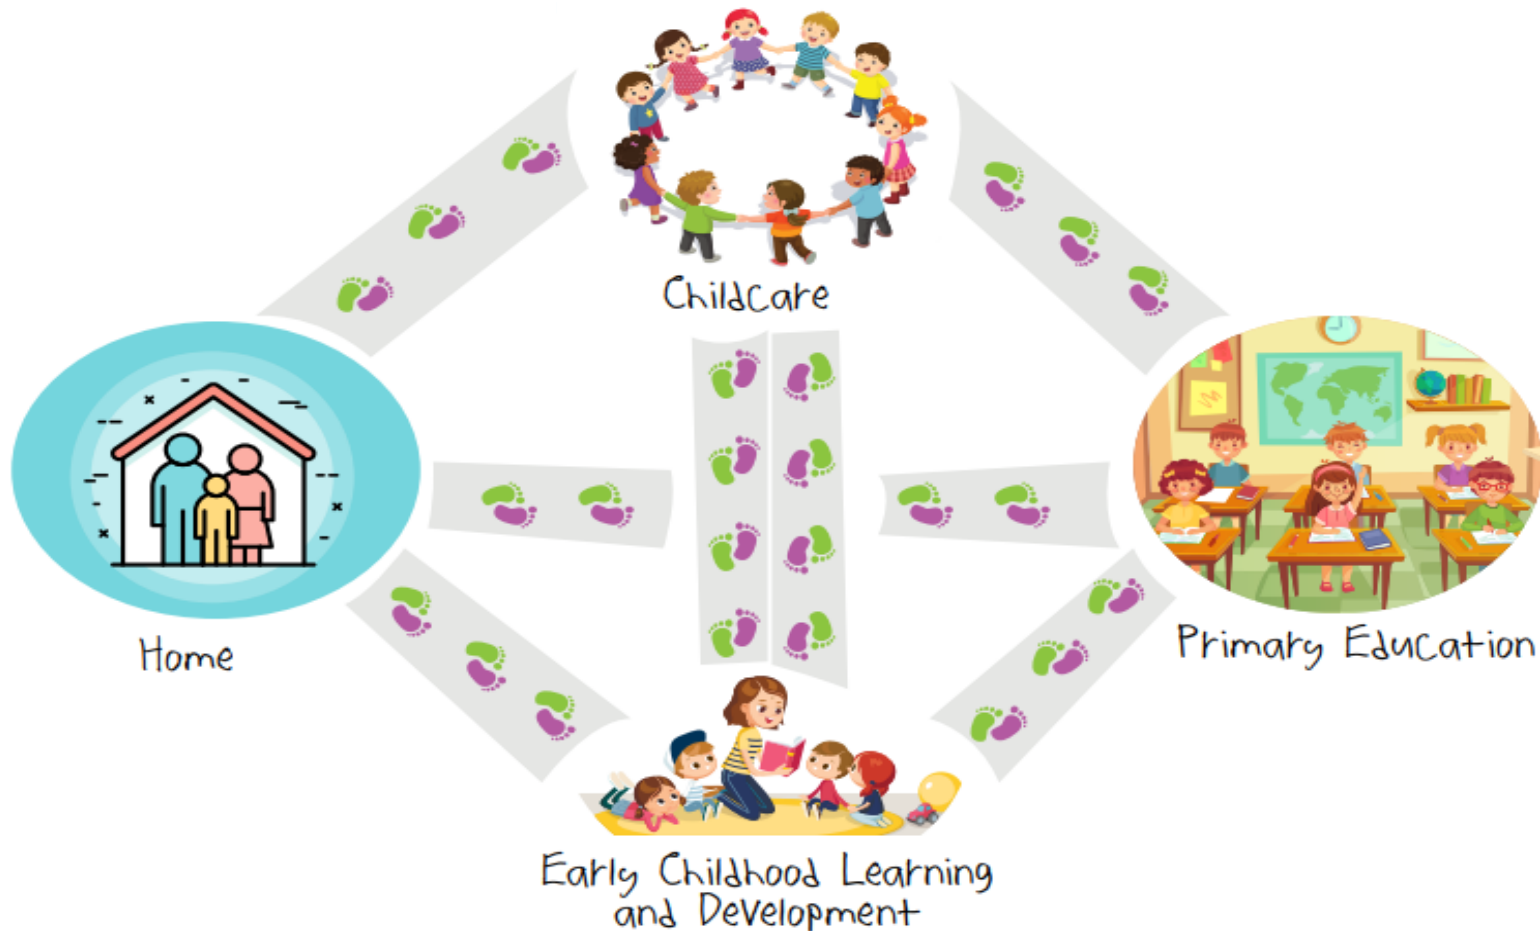 Childcare
Home
Primary Education
Early Childhood Learning
and Development